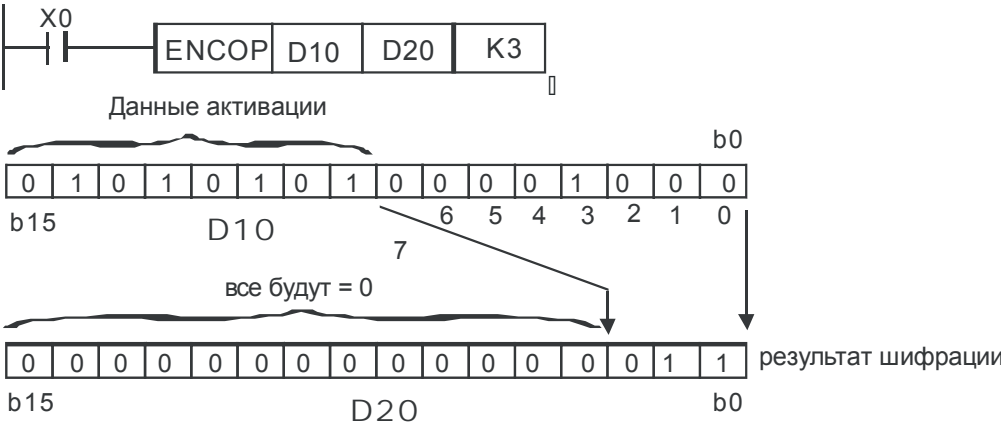 X0
ENCOP D10 D20 K3
Данные активации
b0
0 1 0 1 0 1 0 1 0 0 0 0 1 0 0 0
b15 D10 7 6 5 4 3 2 1 0
все будут = 0
0 0 0 0 0 0 0 0 0 0 0 0 0 0 1 1 результат шифрации
b15 D20 b0